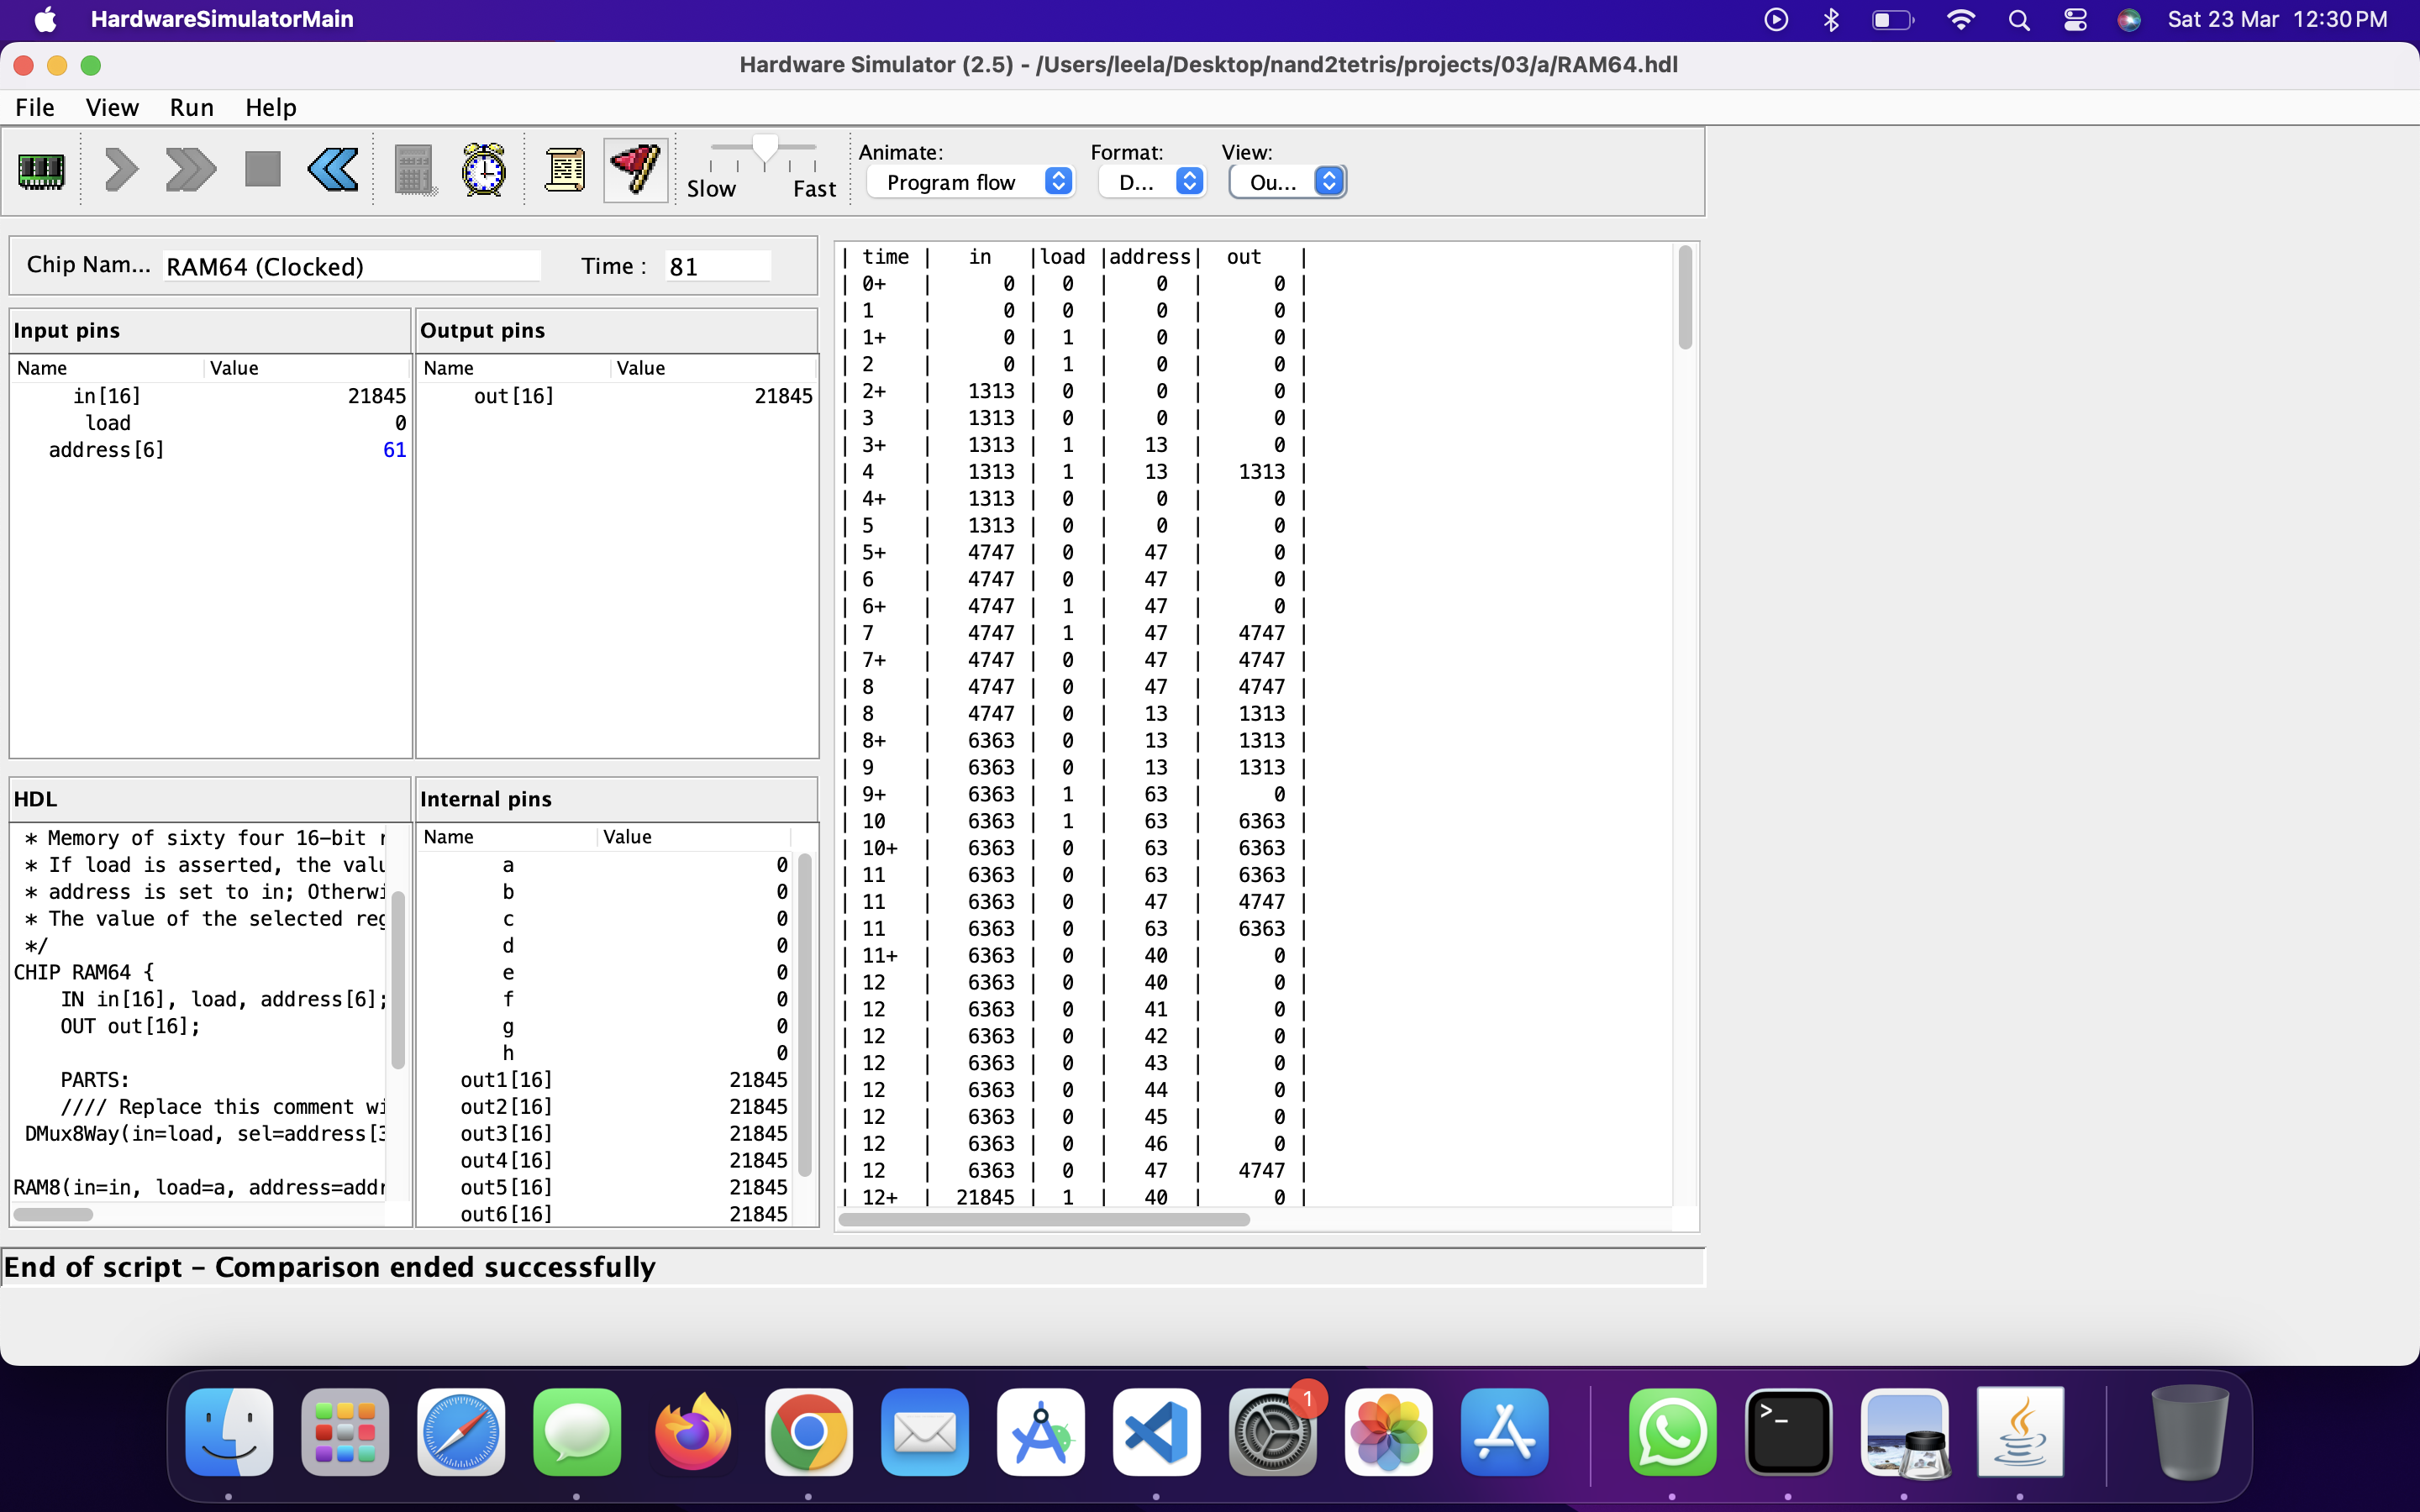 HardwareSimulatorMain
Sat 23 Mar 12:30 PM
Hardware Simulator (2.5) - /Users/leela/Desktop/nand2tetris/projects/03/a/RAM64.hdl
File View Run Help
Slow Fast
Animate: Program flow
Format: D...
View: Ou...
Chip Nam... RAM64 (Clocked) Time : 81
Input pins
Name Value
in[16] 21845
load 0
address[6] 61
Output pins
Name Value
out[16] 21845
HDL
* Memory of sixty four 16-bit r
* If load is asserted, the valu
* address is set to in; Otherwi
* The value of the selected reg
*/
CHIP RAM64 {
IN in[16], load, address[6];
OUT out[16];
PARTS:
//// Replace this comment wi
DMux8Way(in=load, sel=address[3
RAM8(in=in, load=a, address=addr
Internal pins
Name Value
a 0
b 0
c 0
d 0
e 0
f 0
g 0
h 0
out1[16] 21845
out2[16] 21845
out3[16] 21845
out4[16] 21845
out5[16] 21845
out6[16] 21845
| time | in |load |address| out |
| 0+ | 0 | 0 | 0 | 0 |
| 1 | 0 | 0 | 0 | 0 |
| 1+ | 0 | 1 | 0 | 0 |
| 2 | 0 | 1 | 0 | 0 |
| 2+ | 1313 | 0 | 0 | 0 |
| 3 | 1313 | 0 | 0 | 0 |
| 3+ | 1313 | 1 | 13 | 0 |
| 4 | 1313 | 1 | 13 | 1313 |
| 4+ | 1313 | 0 | 0 | 0 |
| 5 | 1313 | 0 | 0 | 0 |
| 5+ | 4747 | 0 | 47 | 0 |
| 6 | 4747 | 0 | 47 | 0 |
| 6+ | 4747 | 1 | 47 | 0 |
| 7 | 4747 | 1 | 47 | 4747 |
| 7+ | 4747 | 0 | 47 | 4747 |
| 8 | 4747 | 0 | 47 | 4747 |
| 8 | 4747 | 0 | 13 | 1313 |
| 8+ | 6363 | 0 | 13 | 1313 |
| 9 | 6363 | 0 | 13 | 1313 |
| 9+ | 6363 | 1 | 63 | 0 |
| 10 | 6363 | 1 | 63 | 6363 |
| 10+ | 6363 | 0 | 63 | 6363 |
| 11 | 6363 | 0 | 63 | 6363 |
| 11 | 6363 | 0 | 47 | 4747 |
| 11 | 6363 | 0 | 63 | 6363 |
| 11+ | 6363 | 0 | 40 | 0 |
| 12 | 6363 | 0 | 40 | 0 |
| 12 | 6363 | 0 | 41 | 0 |
| 12 | 6363 | 0 | 42 | 0 |
| 12 | 6363 | 0 | 43 | 0 |
| 12 | 6363 | 0 | 44 | 0 |
| 12 | 6363 | 0 | 45 | 0 |
| 12 | 6363 | 0 | 46 | 0 |
| 12 | 6363 | 0 | 47 | 4747 |
| 12+ | 21845 | 1 | 40 | 0 |
End of script – Comparison ended successfully
1
>_